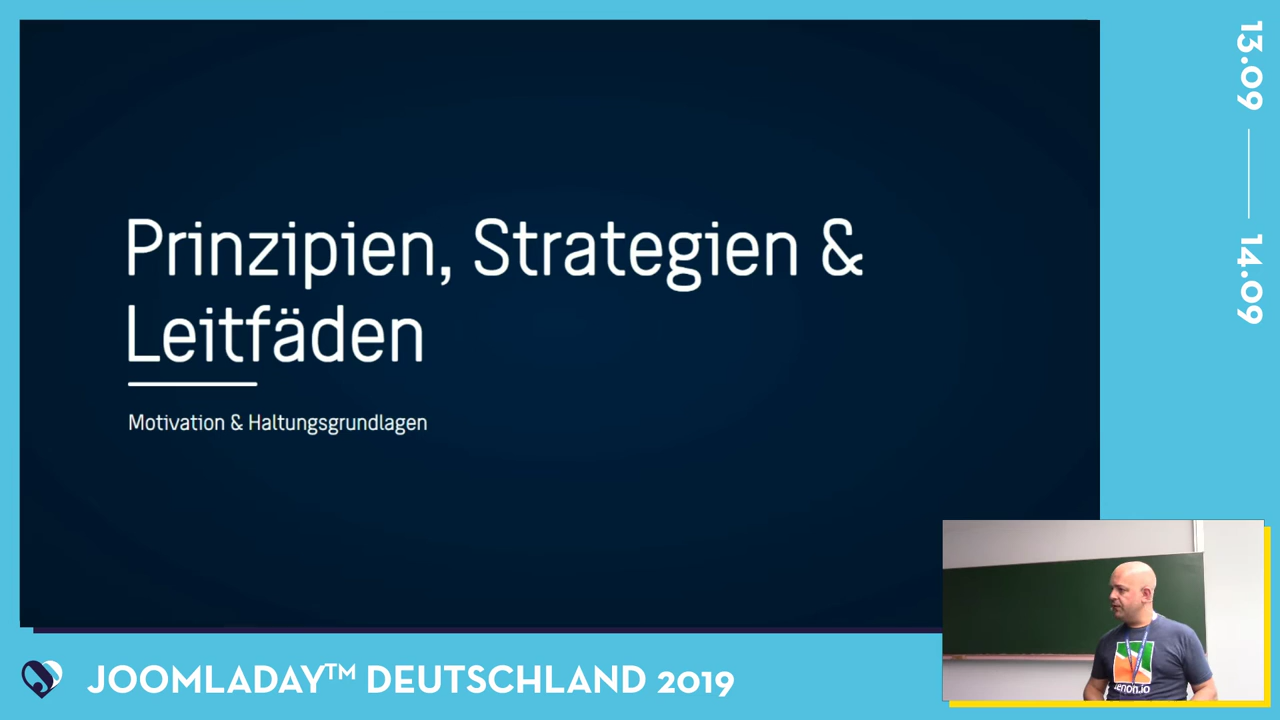 Prinzipien, Strategien &
Leitfäden
Motivation & Haltungsgrundlagen
13.09
14.09
JOOMLADAY™ DEUTSCHLAND 2019